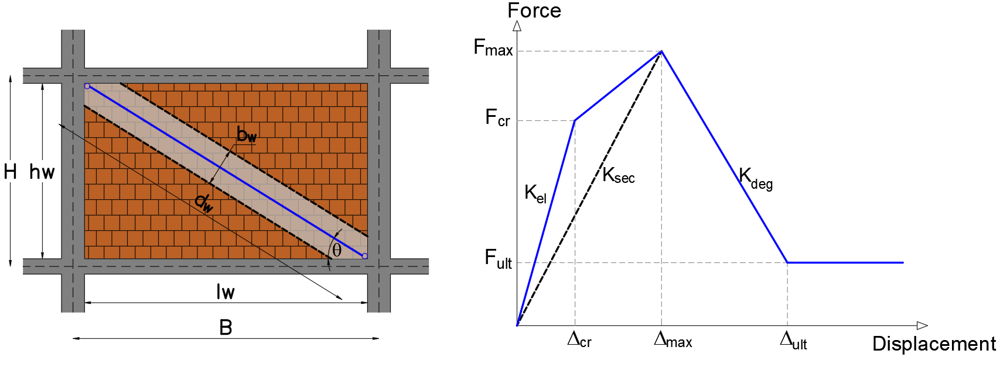 bw
H
hw
dw
θ
lw
B
Force
Fmax
Fcr
Kel
Ksec
Kdeg
Fult
Δcr
Δmax
Δult
Displacement